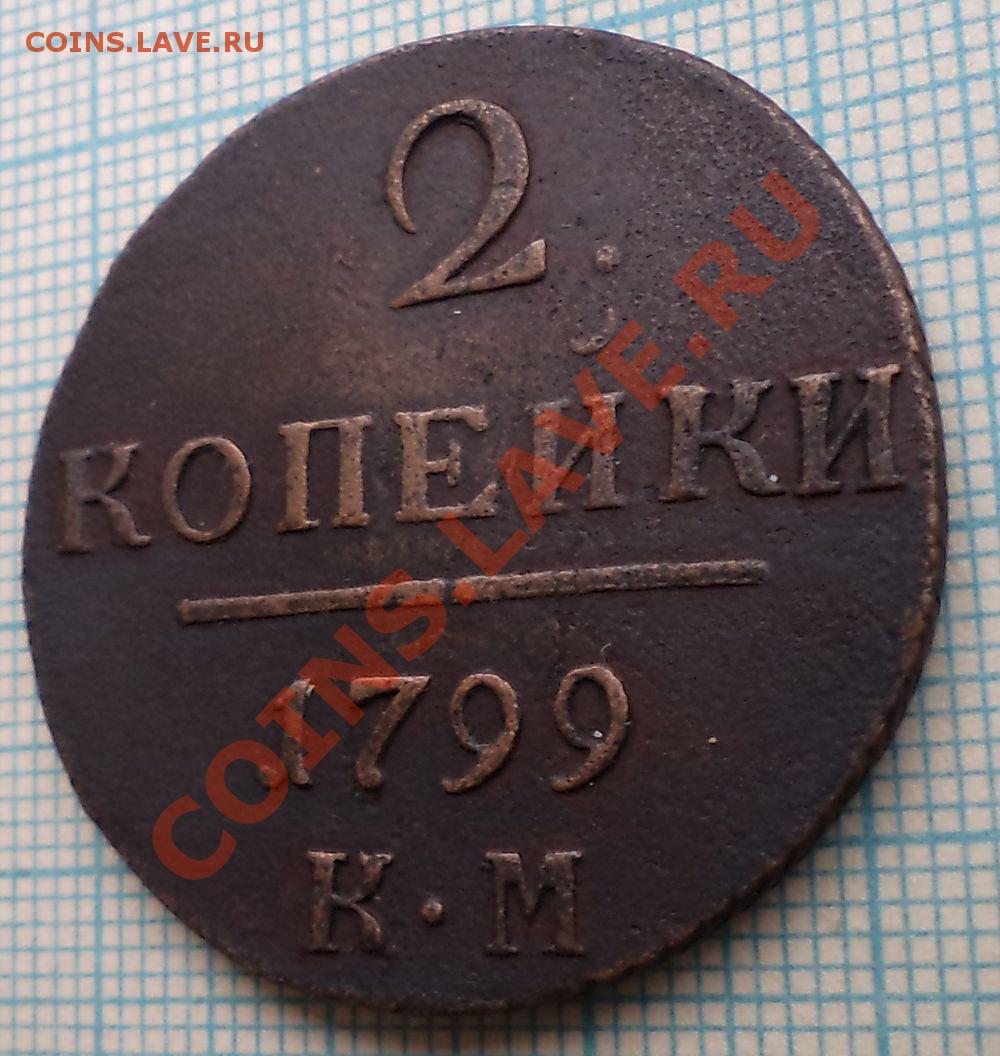 COINS.LAVE.RU
2.
КОПЕЙКИ
1799
К·М
COINS.LAVE.RU